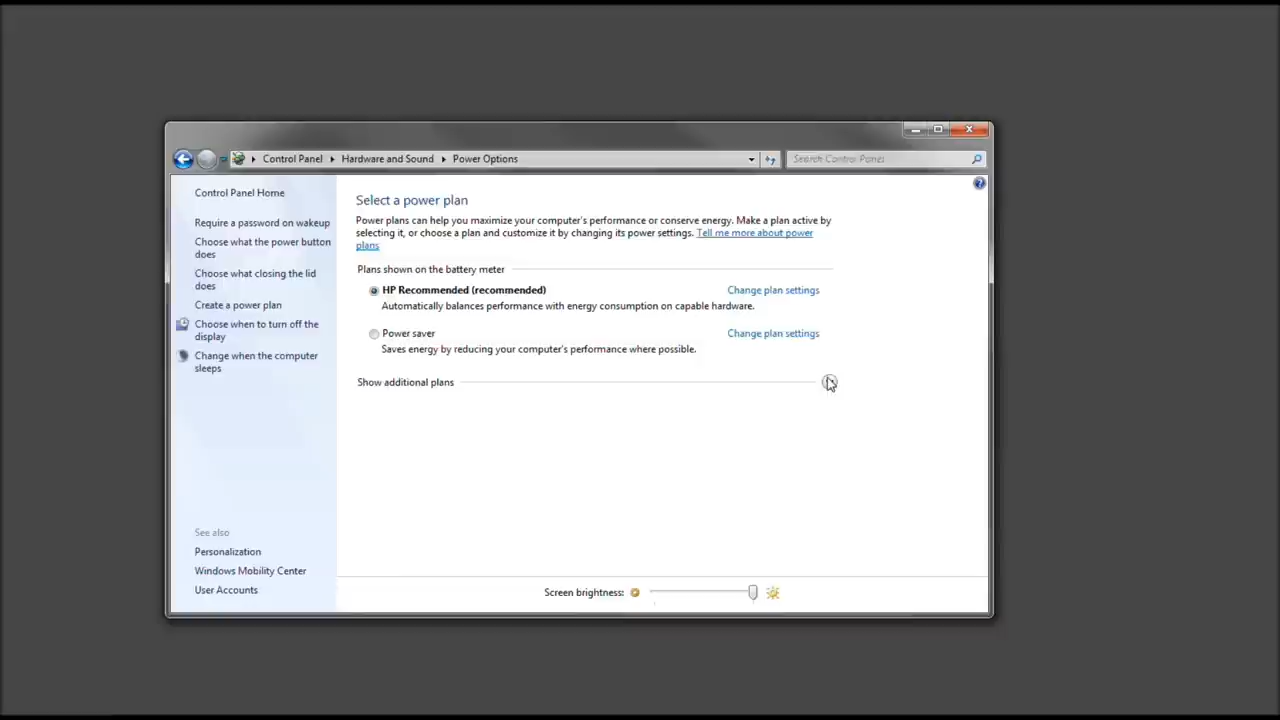 Control Panel Hardware and Sound Power Options
Search Control Panel
Control Panel Home
Require a password on wakeup
Choose what the power button
does
Choose what closing the lid
does
Create a power plan
Choose when to turn off the
display
Change when the computer
sleeps
See also
Personalization
Windows Mobility Center
User Accounts
Select a power plan
Power plans can help you maximize your computer's performance or conserve energy. Make a plan active by
selecting it, or choose a plan and customize it by changing its power settings. Tell me more about power
plans
Plans shown on the battery meter
HP Recommended (recommended) Change plan settings
Automatically balances performance with energy consumption on capable hardware.
Power saver Change plan settings
Saves energy by reducing your computer's performance where possible.
Show additional plans
Screen brightness: